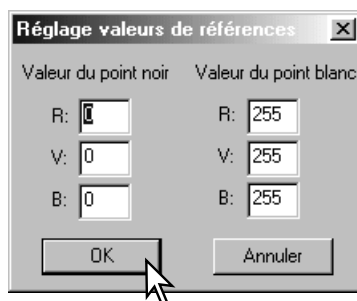 Réglage valeurs de références
Valeur du point noir Valeur du point blanc
R: 0 R: 255
V: 0 V: 255
B: 0 B: 255
OK Annuler